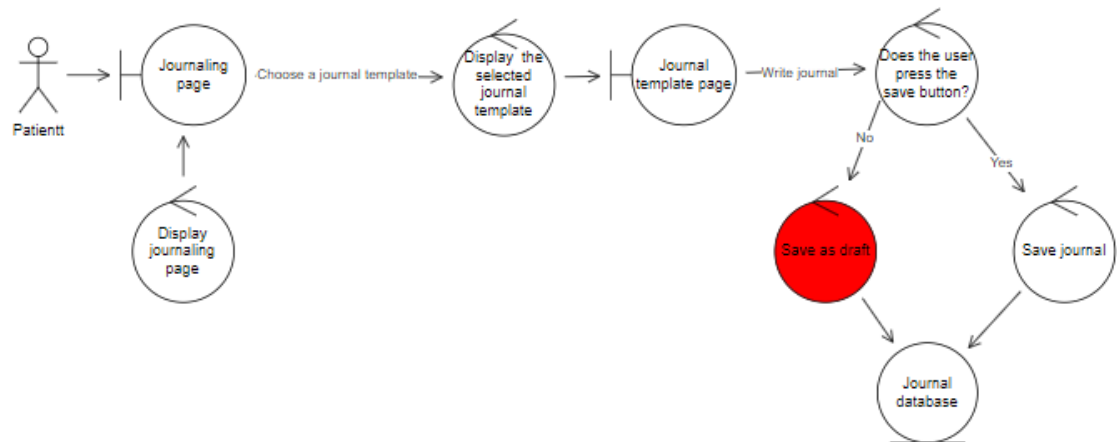 Patientt
Journaling
page
Choose a journal template
Display the
selected
journal
template
Journal
template page
Write journal
Does the user
press the
save button?
No
Yes
Display
journaling
page
Save as draft
Save journal
Journal
database